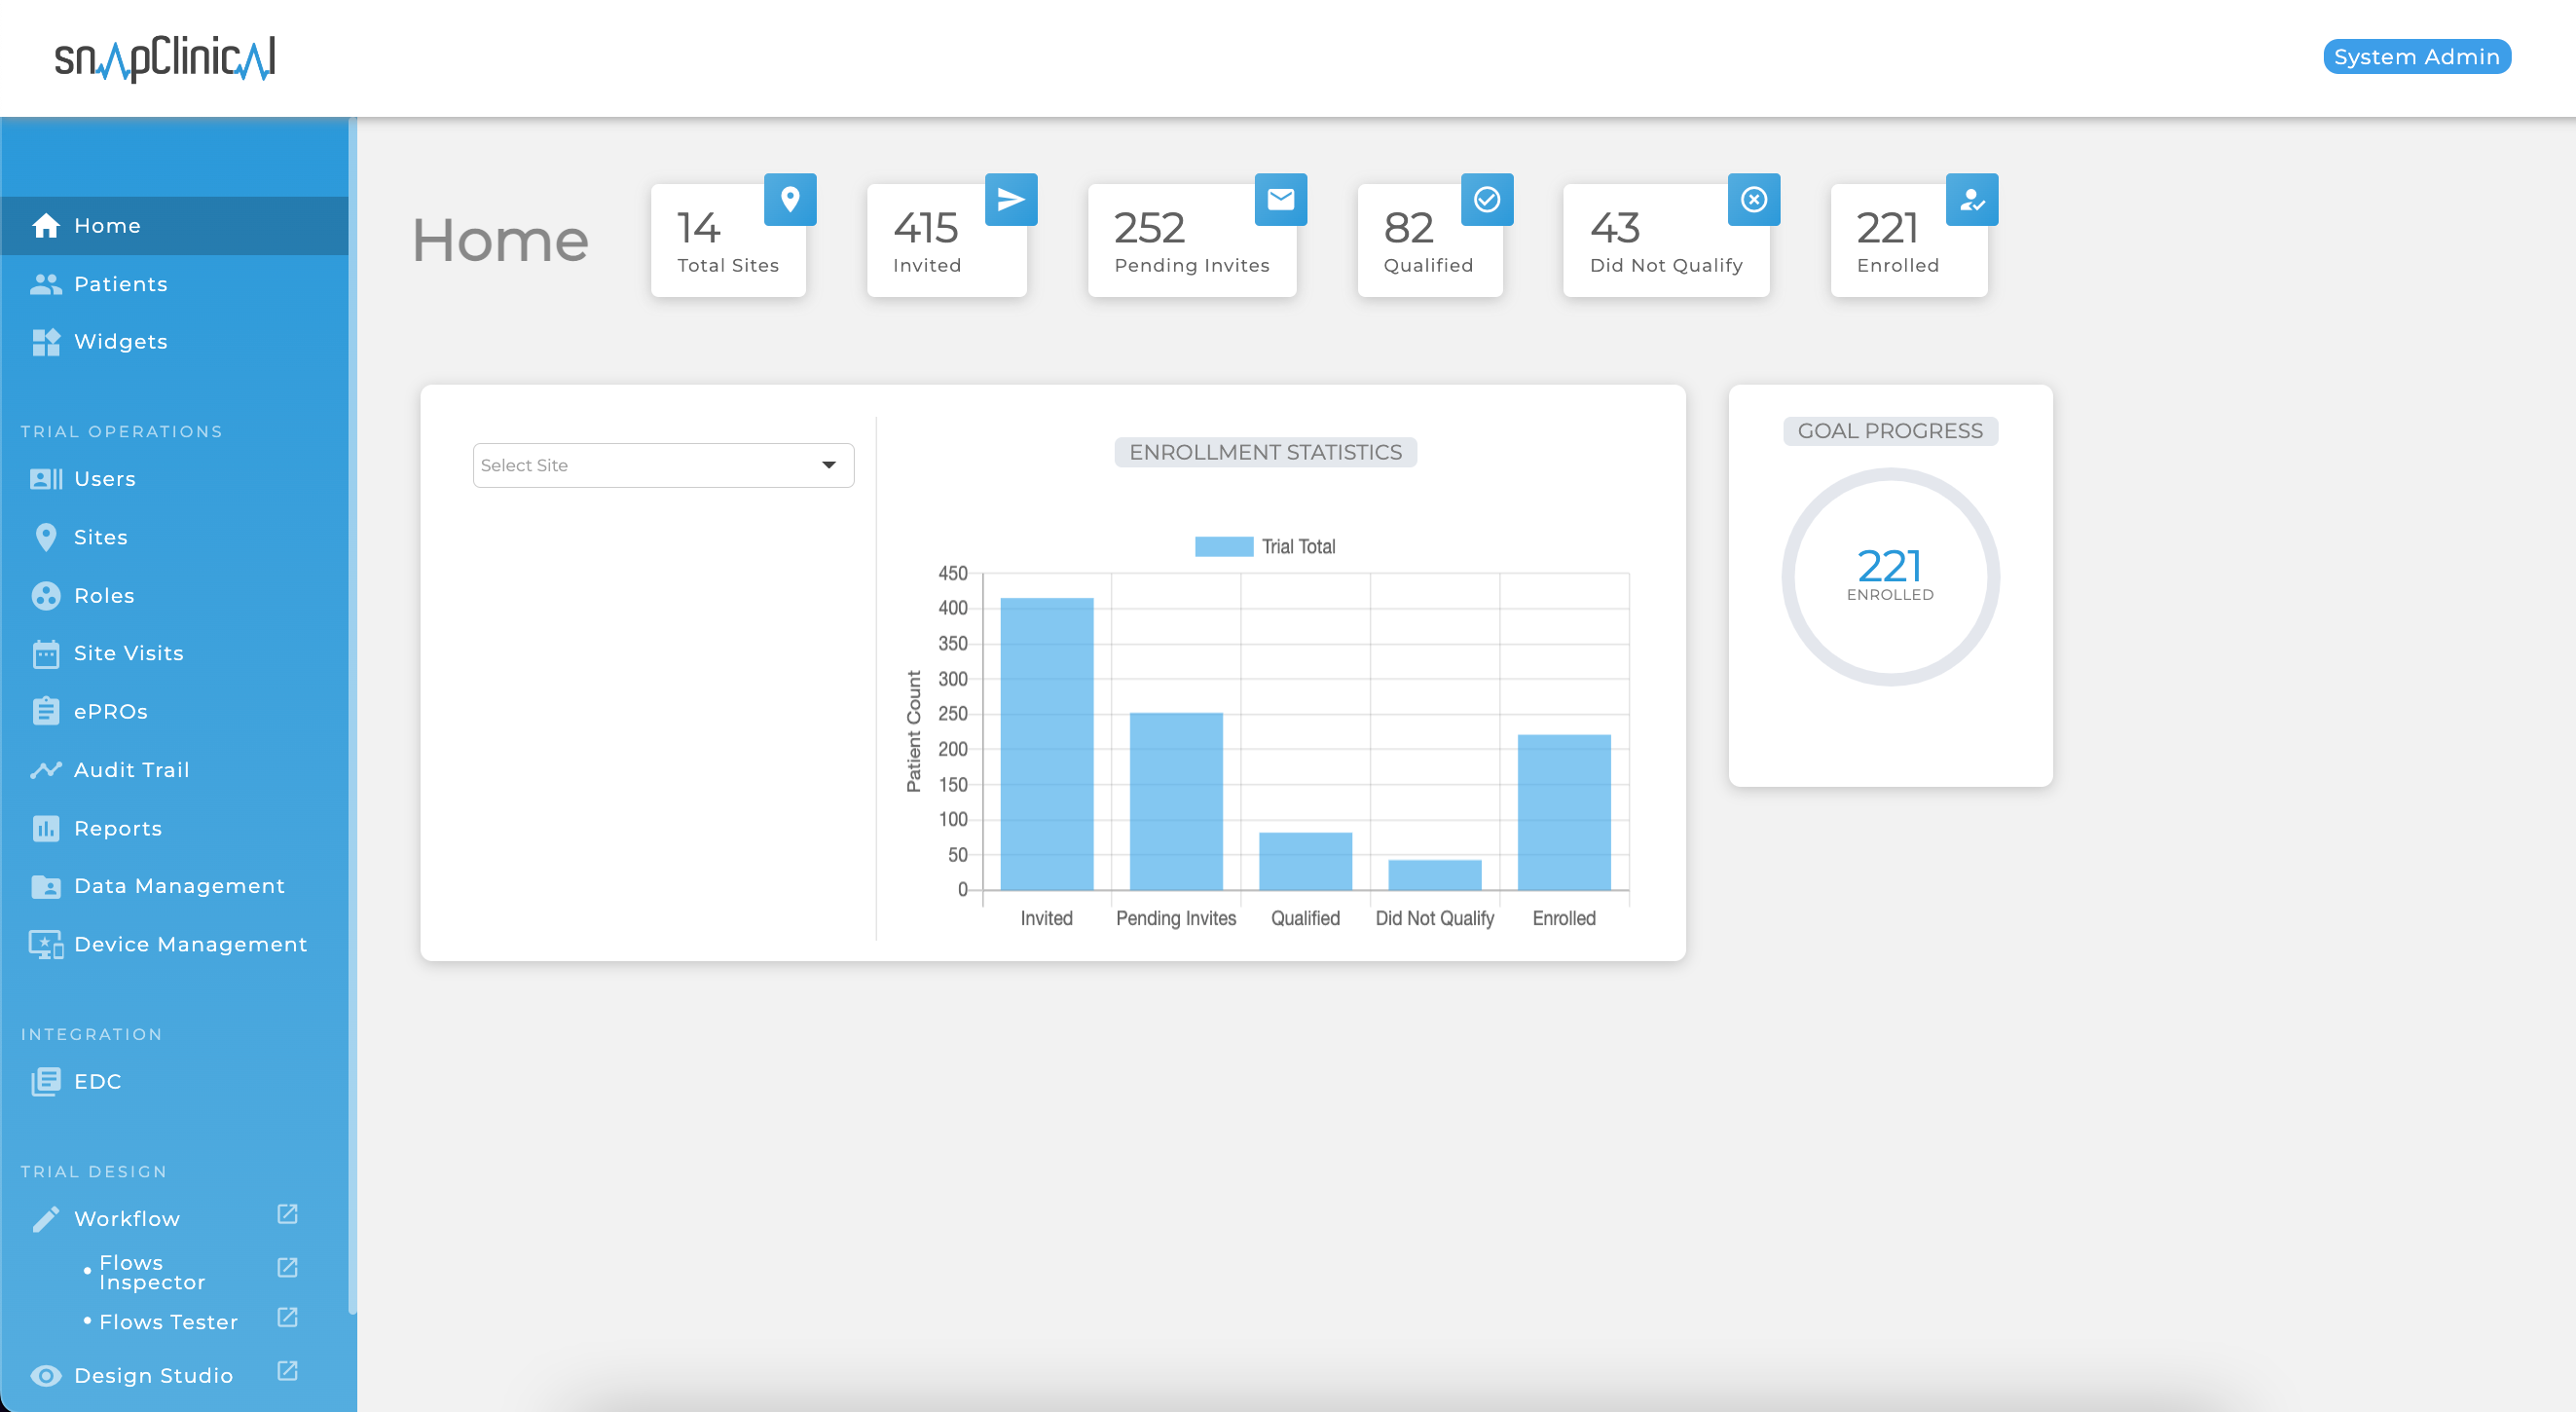 snapClinical
System Admin
Home
Patients
Widgets
TRIAL OPERATIONS
Users
Sites
Roles
Site Visits
ePROs
Audit Trail
Reports
Data Management
Device Management
INTEGRATION
EDC
TRIAL DESIGN
Workflow
Flows
Inspector
Flows Tester
Design Studio
Home
14
Total Sites
415
Invited
252
Pending Invites
82
Qualified
43
Did Not Qualify
221
Enrolled
Select Site
ENROLLMENT STATISTICS
Trial Total
Patient Count
450
400
350
300
250
200
150
100
50
0
Invited
Pending Invites
Qualified
Did Not Qualify
Enrolled
GOAL PROGRESS
221
ENROLLED